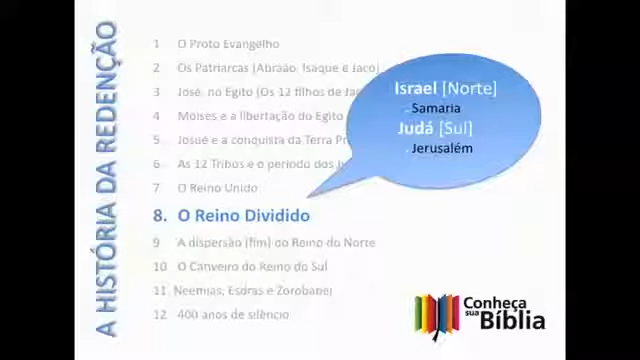 A HISTÓRIA DA REDENÇÃO
1 O Proto Evangelho
2 Os Patriarcas (Abraão, Isaque e Jacó)
3 José, no Egito (Os 12 filhos de
4 Moisés e a libertação do Egito
5 Josué e a conquista da Terra
6 As 12 Tribos e o período dos
7 O Reino Unido
8. O Reino Dividido
9 A dispersão (fim) do Reino do Norte
10 O Cativeiro do Reino do Sul
11 Neemias, Esdras e Zorobabel
12 400 anos de silêncio
Israel [Norte]
- Samaria
Judá [Sul]
- Jerusalém
Conheça
sua Bíblia